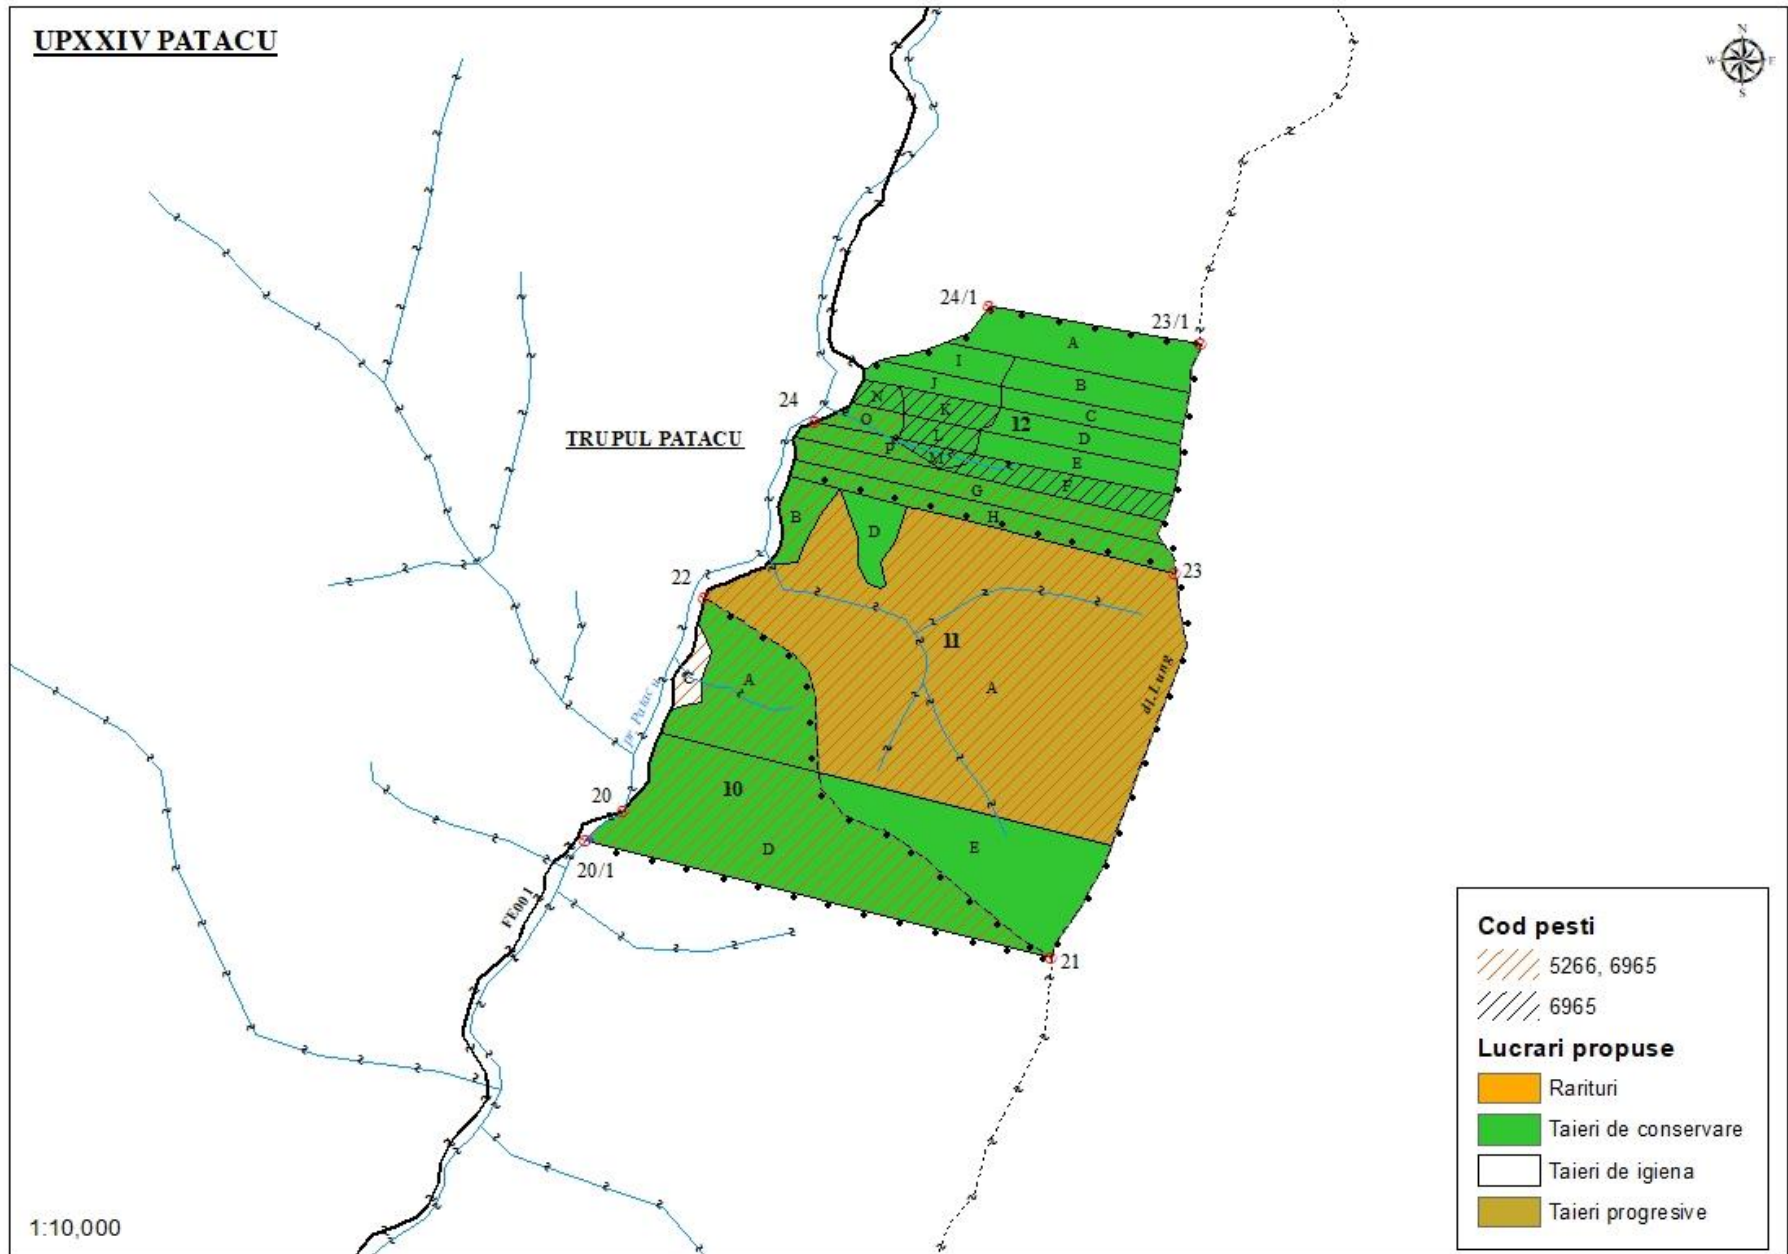 UPXXIV PATACU
N
W E
S
24/1
23/1
A
I
B
J
C
N
K
12
D
24
O
L
E
TRUPUL PATACU
P
M
F
G
H
B
D
23
22
11
C
A
A
dl.Lung
pr. Patacu
10
20
D
E
20/1
FE001
21
Cod pesti
5266, 6965
6965
Lucrari propuse
Rarituri
Taieri de conservare
Taieri de igiena
Taieri progresive
1:10,000